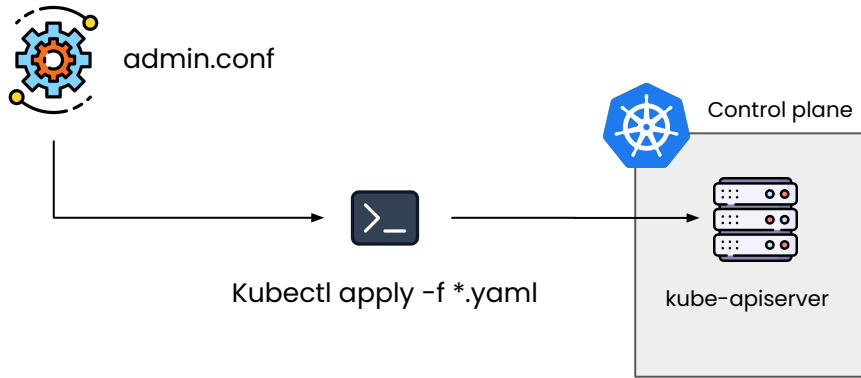 admin.conf
Control plane
Kubectl apply -f *.yaml
kube-apiserver